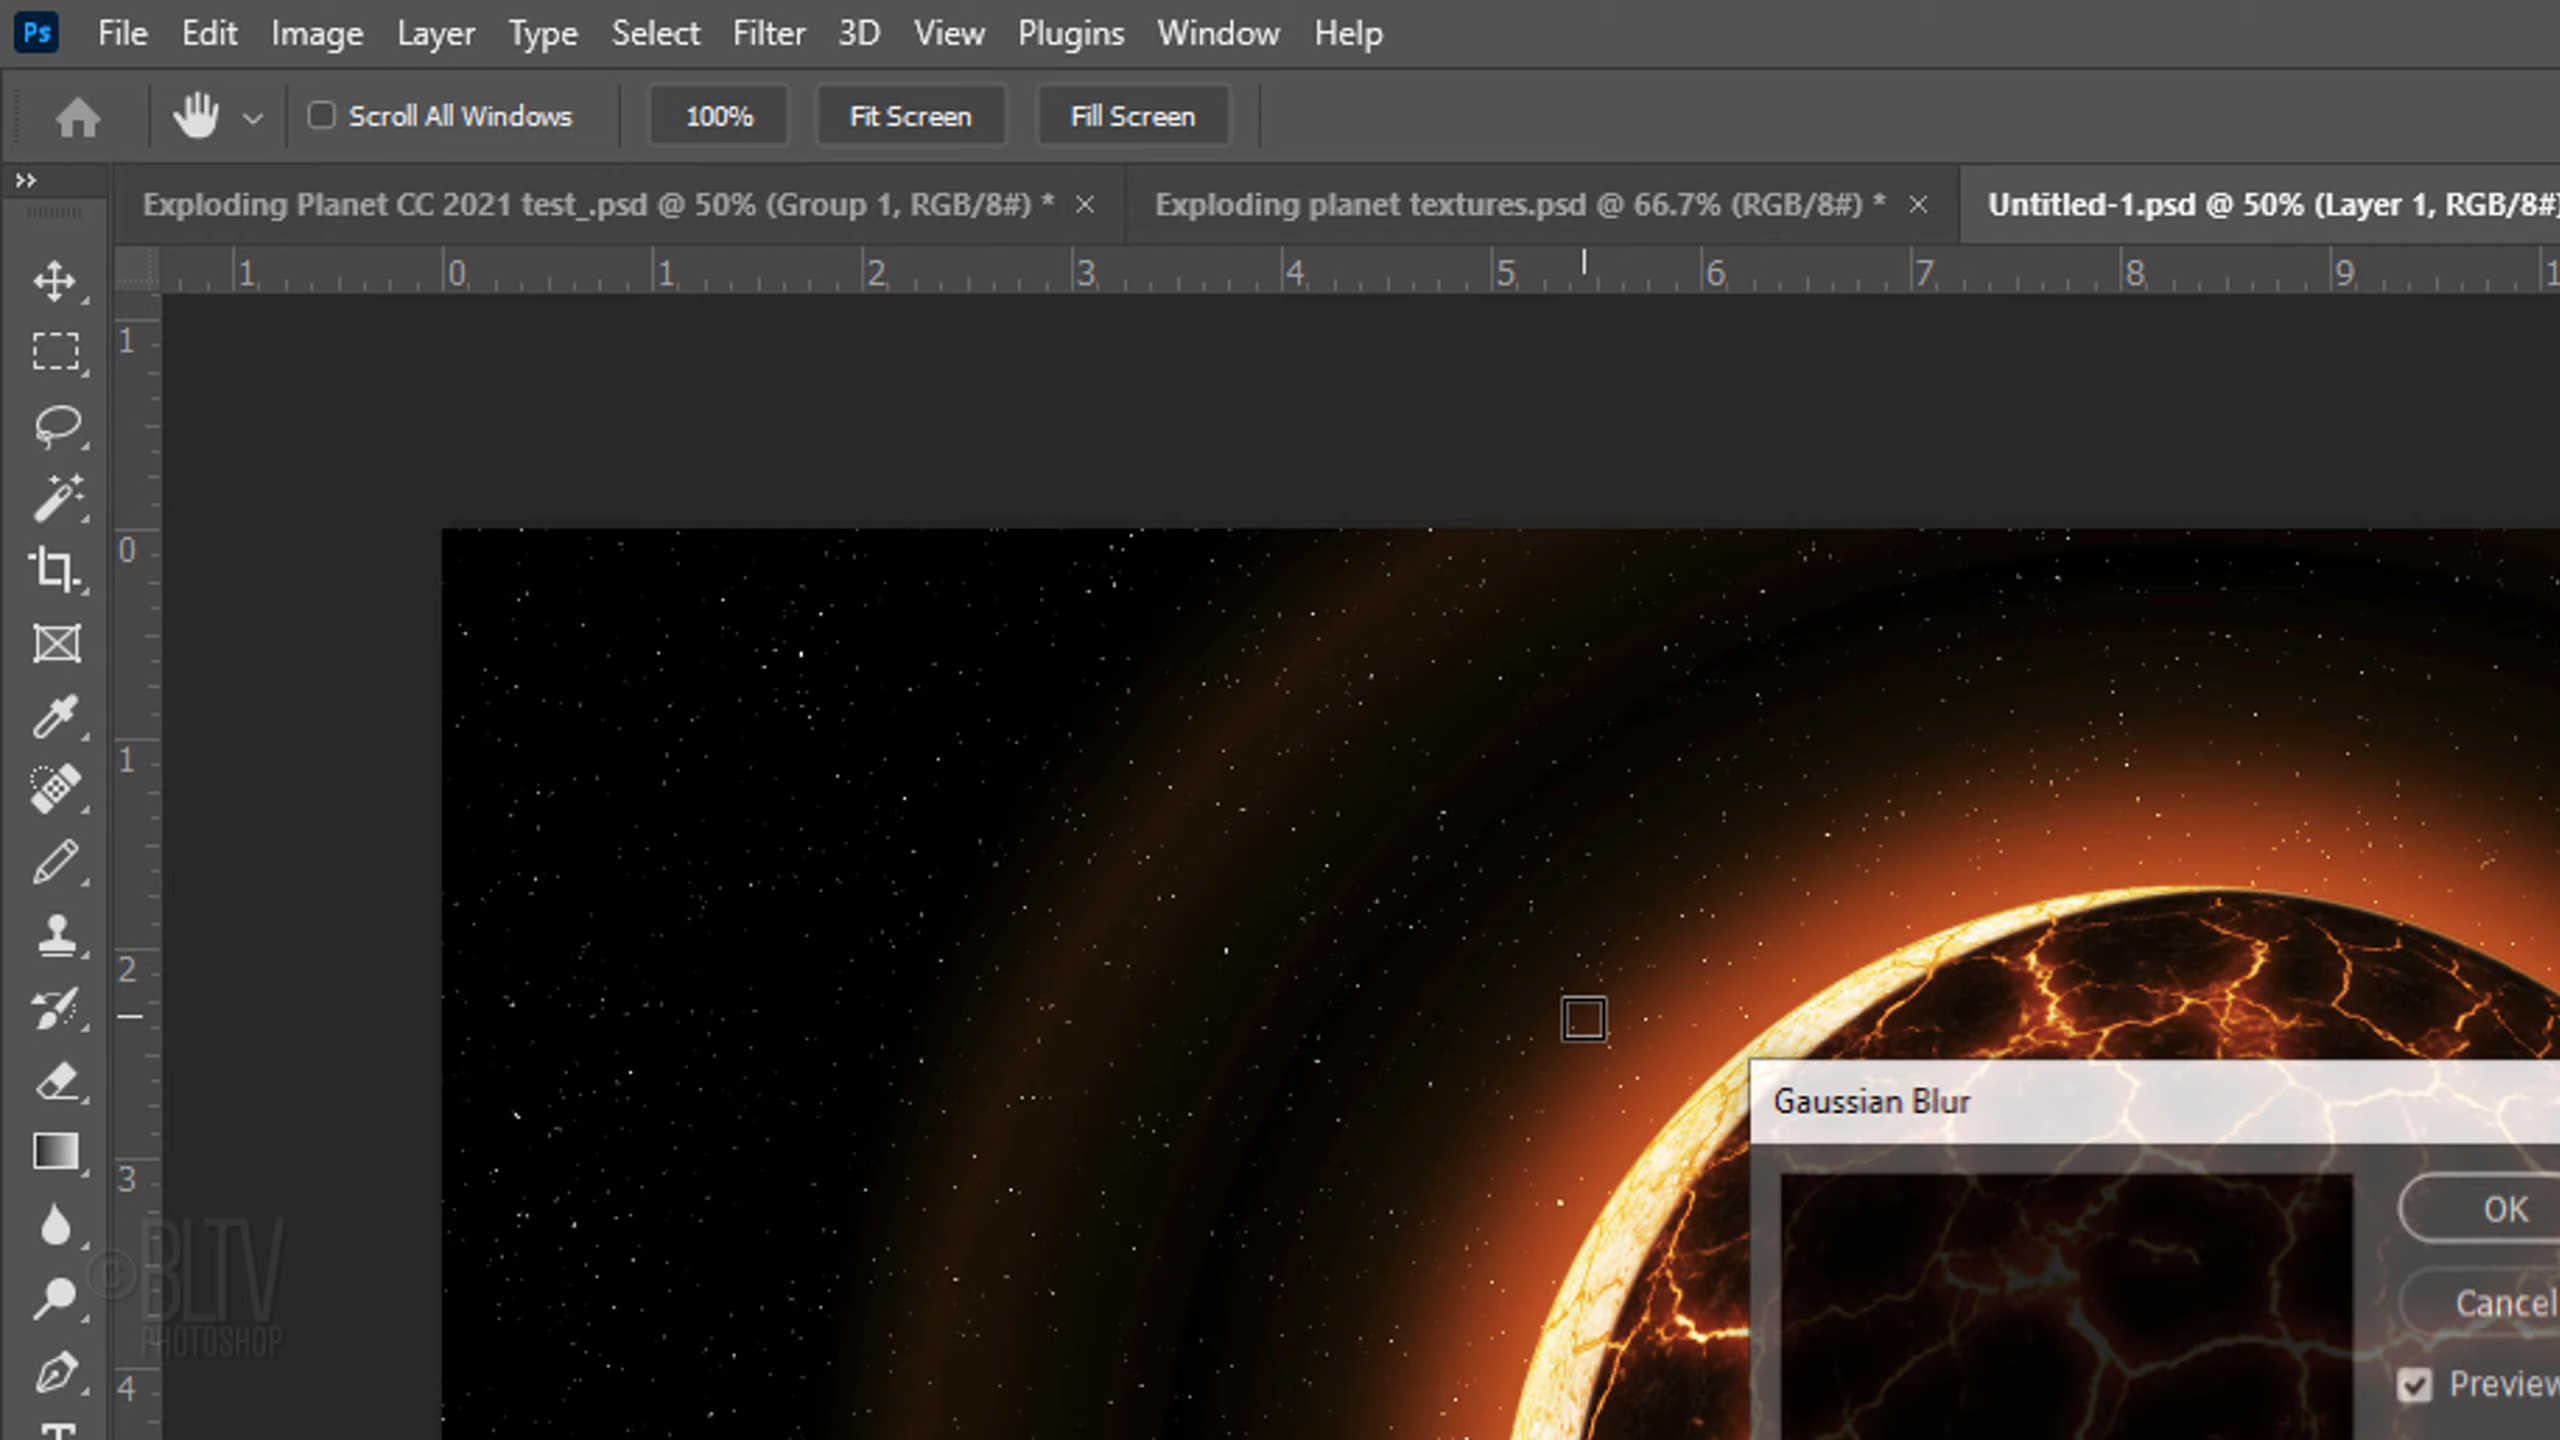 Ps File Edit Image Layer Type Select Filter 3D View Plugins Window Help
Scroll All Windows 100% Fit Screen Fill Screen
Exploding Planet CC 2021 test_.psd @ 50% (Group 1, RGB/8#) * × Exploding planet textures.psd @ 66.7% (RGB/8#) * × Untitled-1.psd @ 50% (Layer 1, RGB/8#)
1 0 1 2 3 4 5 6 7 8 9 1
1
0
1
2
3
4
Gaussian Blur
OK
Cancel
Preview
©BLTV
PHOTOSHOP